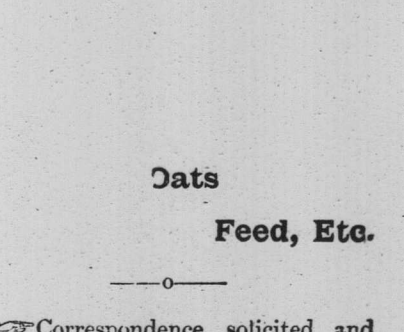 Oats
Feed, Etc.
——o——
☞Correspondence solicited and